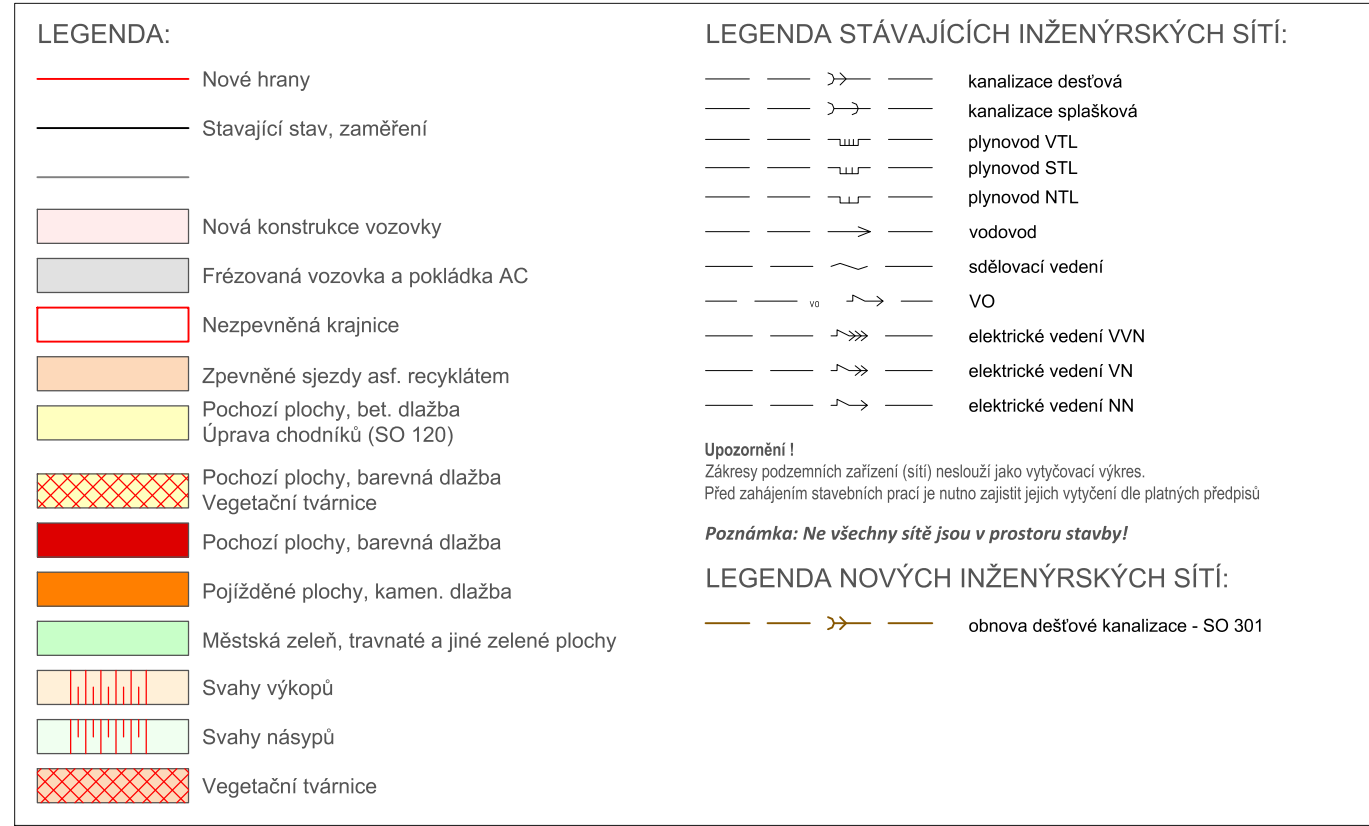 LEGENDA:
Nové hrany
Stavající stav, zaměření
Nová konstrukce vozovky
Frézovaná vozovka a pokládka AC
Nezpevněná krajnice
Zpevněné sjezdy asf. recyklátem
Pochozí plochy, bet. dlažba
Úprava chodníků (SO 120)
Pochozí plochy, barevná dlažba
Vegetační tvárnice
Pochozí plochy, barevná dlažba
Pojížděné plochy, kamen. dlažba
Městská zeleň, travnaté a jiné zelené plochy
Svahy výkopů
Svahy násypů
Vegetační tvárnice
LEGENDA STÁVAJÍCÍCH INŽENÝRSKÝCH SÍTÍ:
kanalizace desťová
kanalizace splašková
plynovod VTL
plynovod STL
plynovod NTL
vodovod
sdělovací vedení
VO VO
elektrické vedení VVN
elektrické vedení VN
elektrické vedení NN
Upozornění !
Zákresy podzemních zařízení (sítí) neslouží jako vytyčovací výkres.
Před zahájením stavebních prací je nutno zajistit jejich vytyčení dle platných předpisů
Poznámka: Ne všechny sítě jsou v prostoru stavby!
LEGENDA NOVÝCH INŽENÝRSKÝCH SÍTÍ:
obnova dešťové kanalizace - SO 301